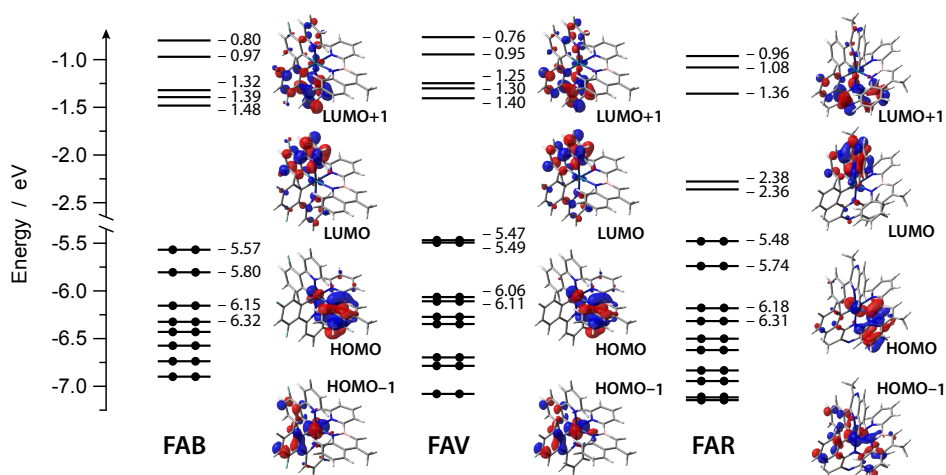 Energy / eV
-1.0
-1.5
-2.0
-2.5
-5.5
-6.0
-6.5
-7.0
– 0.80
– 0.97
– 1.32
– 1.39
– 1.48
– 5.57
– 5.80
– 6.15
– 6.32
FAB
LUMO+1
LUMO
HOMO
HOMO–1
– 0.76
– 0.95
– 1.25
– 1.30
– 1.40
– 5.47
– 5.49
– 6.06
– 6.11
FAV
LUMO+1
LUMO
HOMO
HOMO–1
– 0.96
– 1.08
– 1.36
– 2.38
– 2.36
– 5.48
– 5.74
– 6.18
– 6.31
FAR
LUMO+1
LUMO
HOMO
HOMO–1